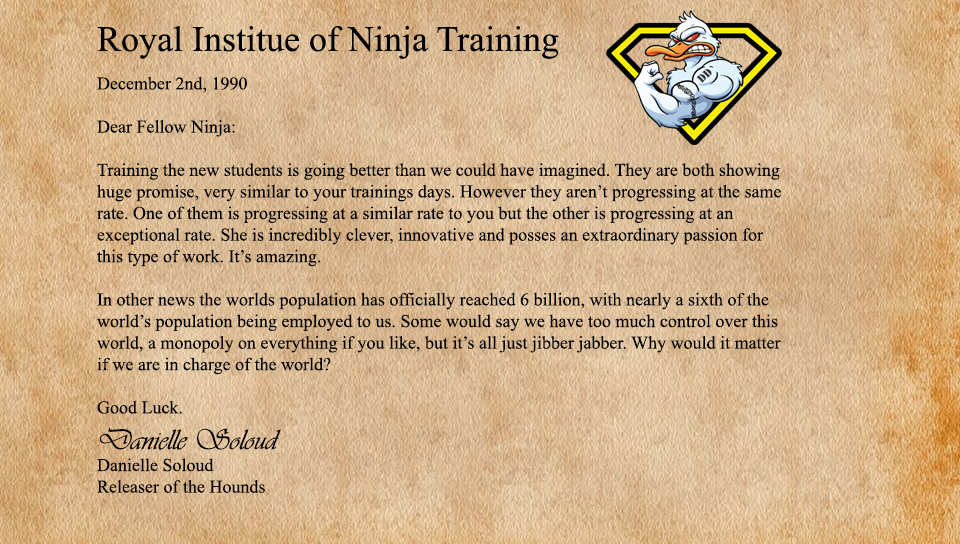 Royal Institue of Ninja Training
DD
December 2nd, 1990
Dear Fellow Ninja:
Training the new students is going better than we could have imagined. They are both showing
huge promise, very similar to your trainings days. However they aren’t progressing at the same
rate. One of them is progressing at a similar rate to you but the other is progressing at an
exceptional rate. She is incredibly clever, innovative and posses an extraordinary passion for
this type of work. It’s amazing.
In other news the worlds population has officially reached 6 billion, with nearly a sixth of the
world’s population being employed to us. Some would say we have too much control over this
world, a monopoly on everything if you like, but it’s all just jibber jabber. Why would it matter
if we are in charge of the world?
Good Luck.
Danielle Soloud
Danielle Soloud
Releaser of the Hounds